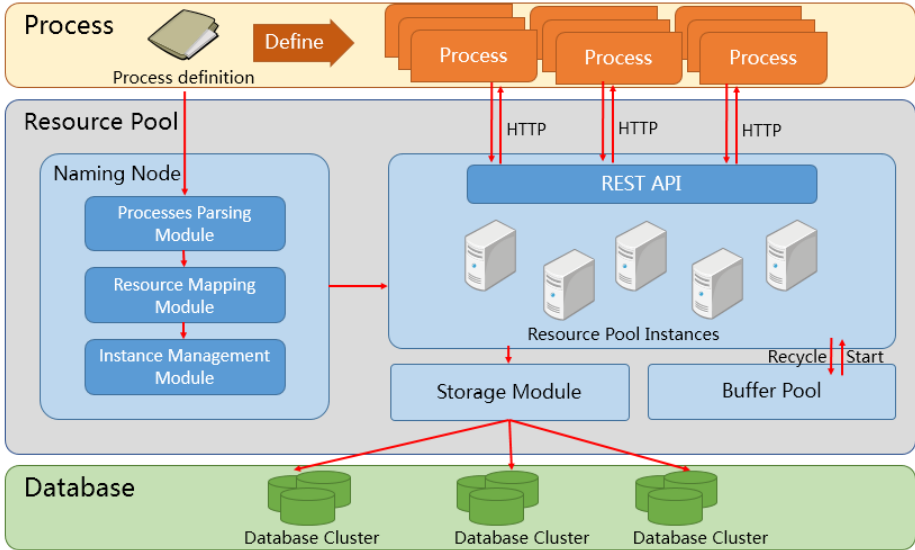 Process
Process definition
Define
Process
Process
Process
Resource Pool
HTTP
HTTP
HTTP
Naming Node
Processes Parsing
Module
Resource Mapping
Module
Instance Management
Module
REST API
Resource Pool Instances
Recycle
Start
Storage Module
Buffer Pool
Database
Database Cluster
Database Cluster
Database Cluster